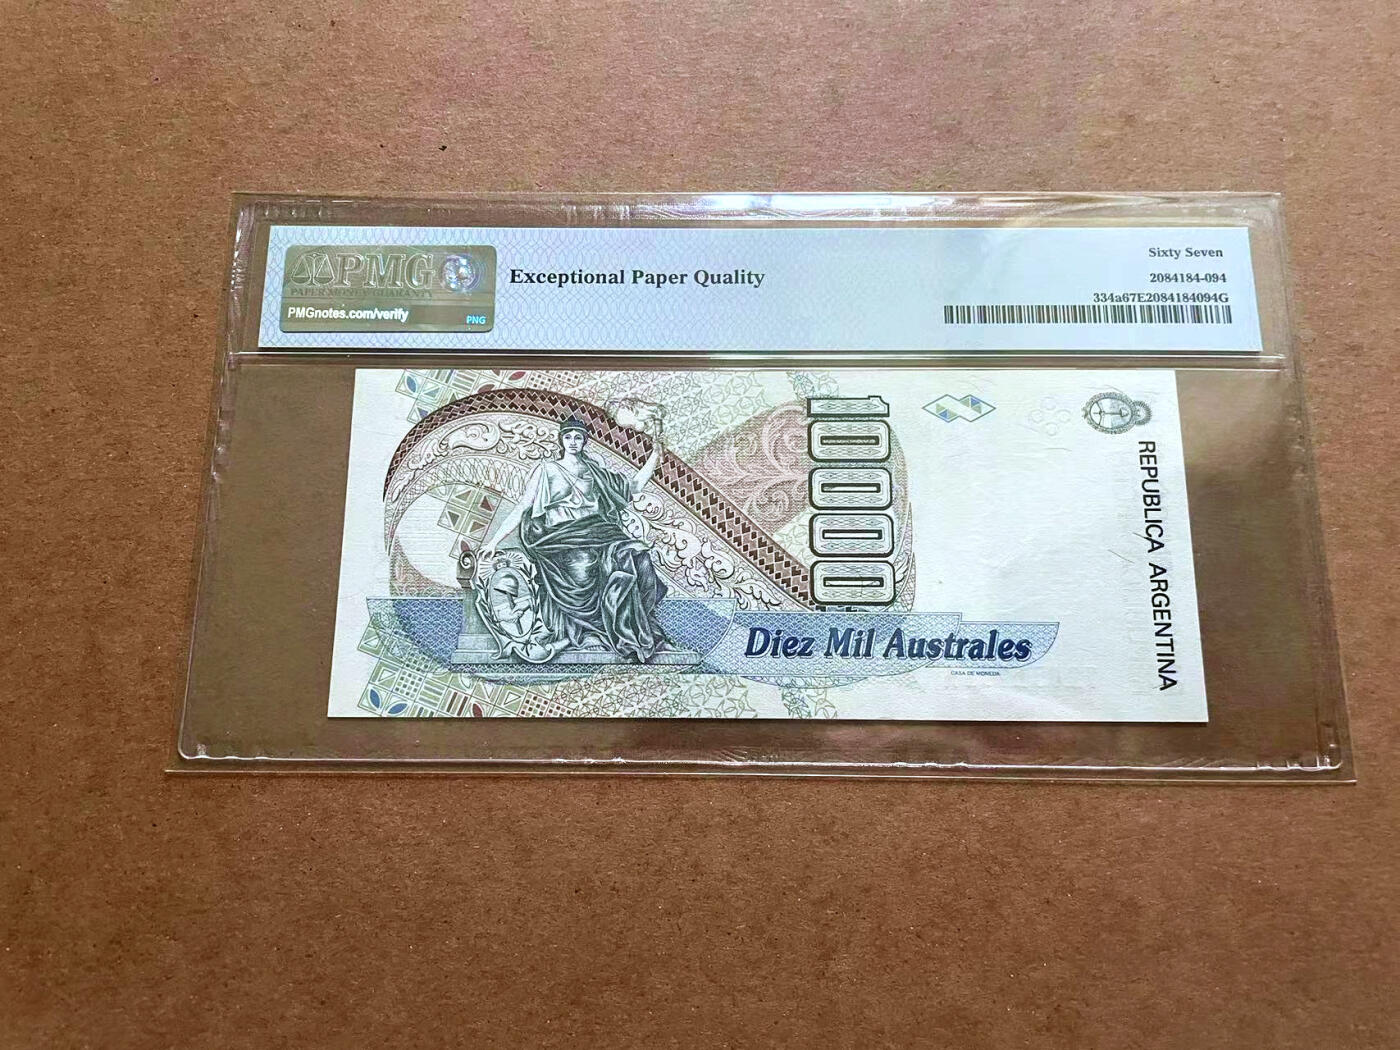 PMG
PAPER MONEY GUARANTY
PMGnotes.com/verify
PNG
Exceptional Paper Quality
Sixty Seven
2084184-094
334a67E2084184094G
10000
REPUBLICA ARGENTINA
Diez Mil Australes
CASA DE MONEDA